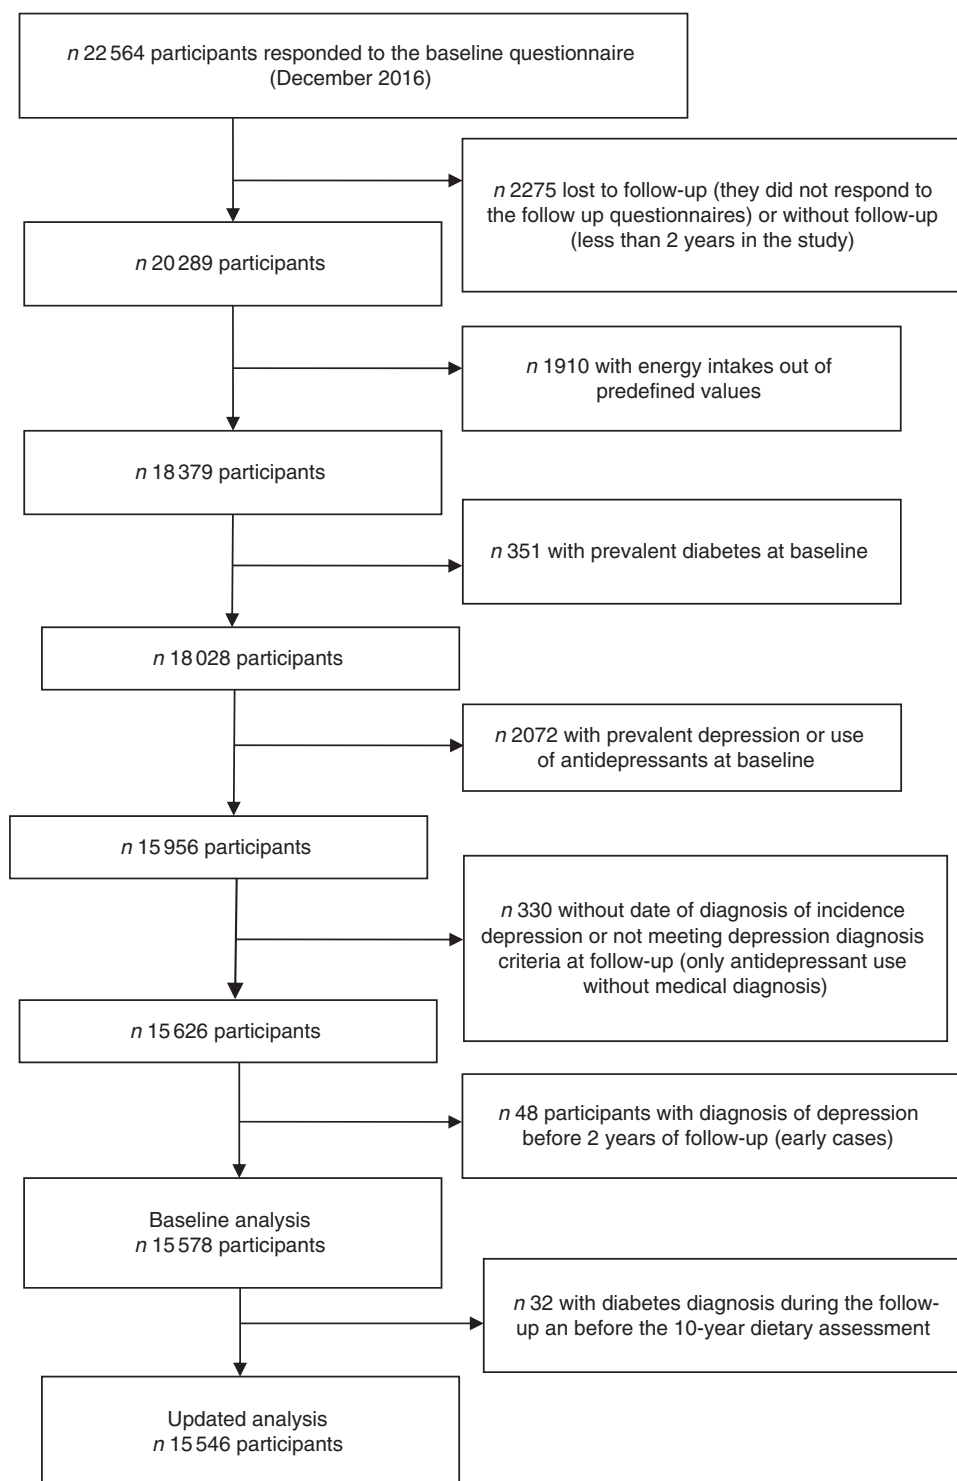 n 22 564 participants responded to the baseline questionnaire
(December 2016)
n 2275 lost to follow-up (they did not respond to
the follow up questionnaires) or without follow-up
(less than 2 years in the study)
n 20 289 participants
n 1910 with energy intakes out of
predefined values
n 18 379 participants
n 351 with prevalent diabetes at baseline
n 18 028 participants
n 2072 with prevalent depression or use
of antidepressants at baseline
n 15 956 participants
n 330 without date of diagnosis of incidence
depression or not meeting depression diagnosis
criteria at follow-up (only antidepressant use
without medical diagnosis)
n 15 626 participants
n 48 participants with diagnosis of depression
before 2 years of follow-up (early cases)
Baseline analysis
n 15 578 participants
n 32 with diabetes diagnosis during the follow-
up an before the 10-year dietary assessment
Updated analysis
n 15 546 participants